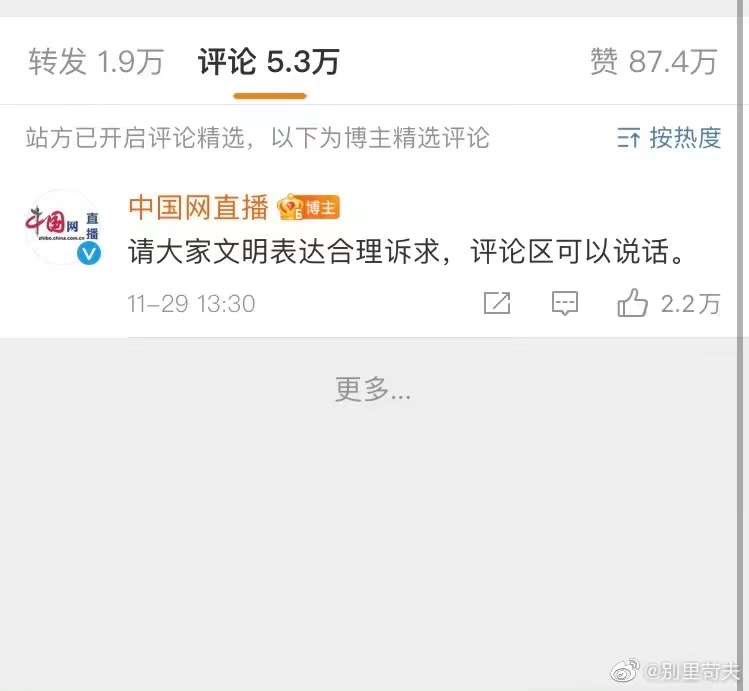 转发 1.9万 评论 5.3万 赞 87.4万
站方已开启评论精选，以下为博主精选评论 按热度
中国网 直播
zhibo.china.com.cn
中国网直播 6 博主
请大家文明表达合理诉求，评论区可以说话。
11-29 13:30 2.2万
更多...
@别里苛夫